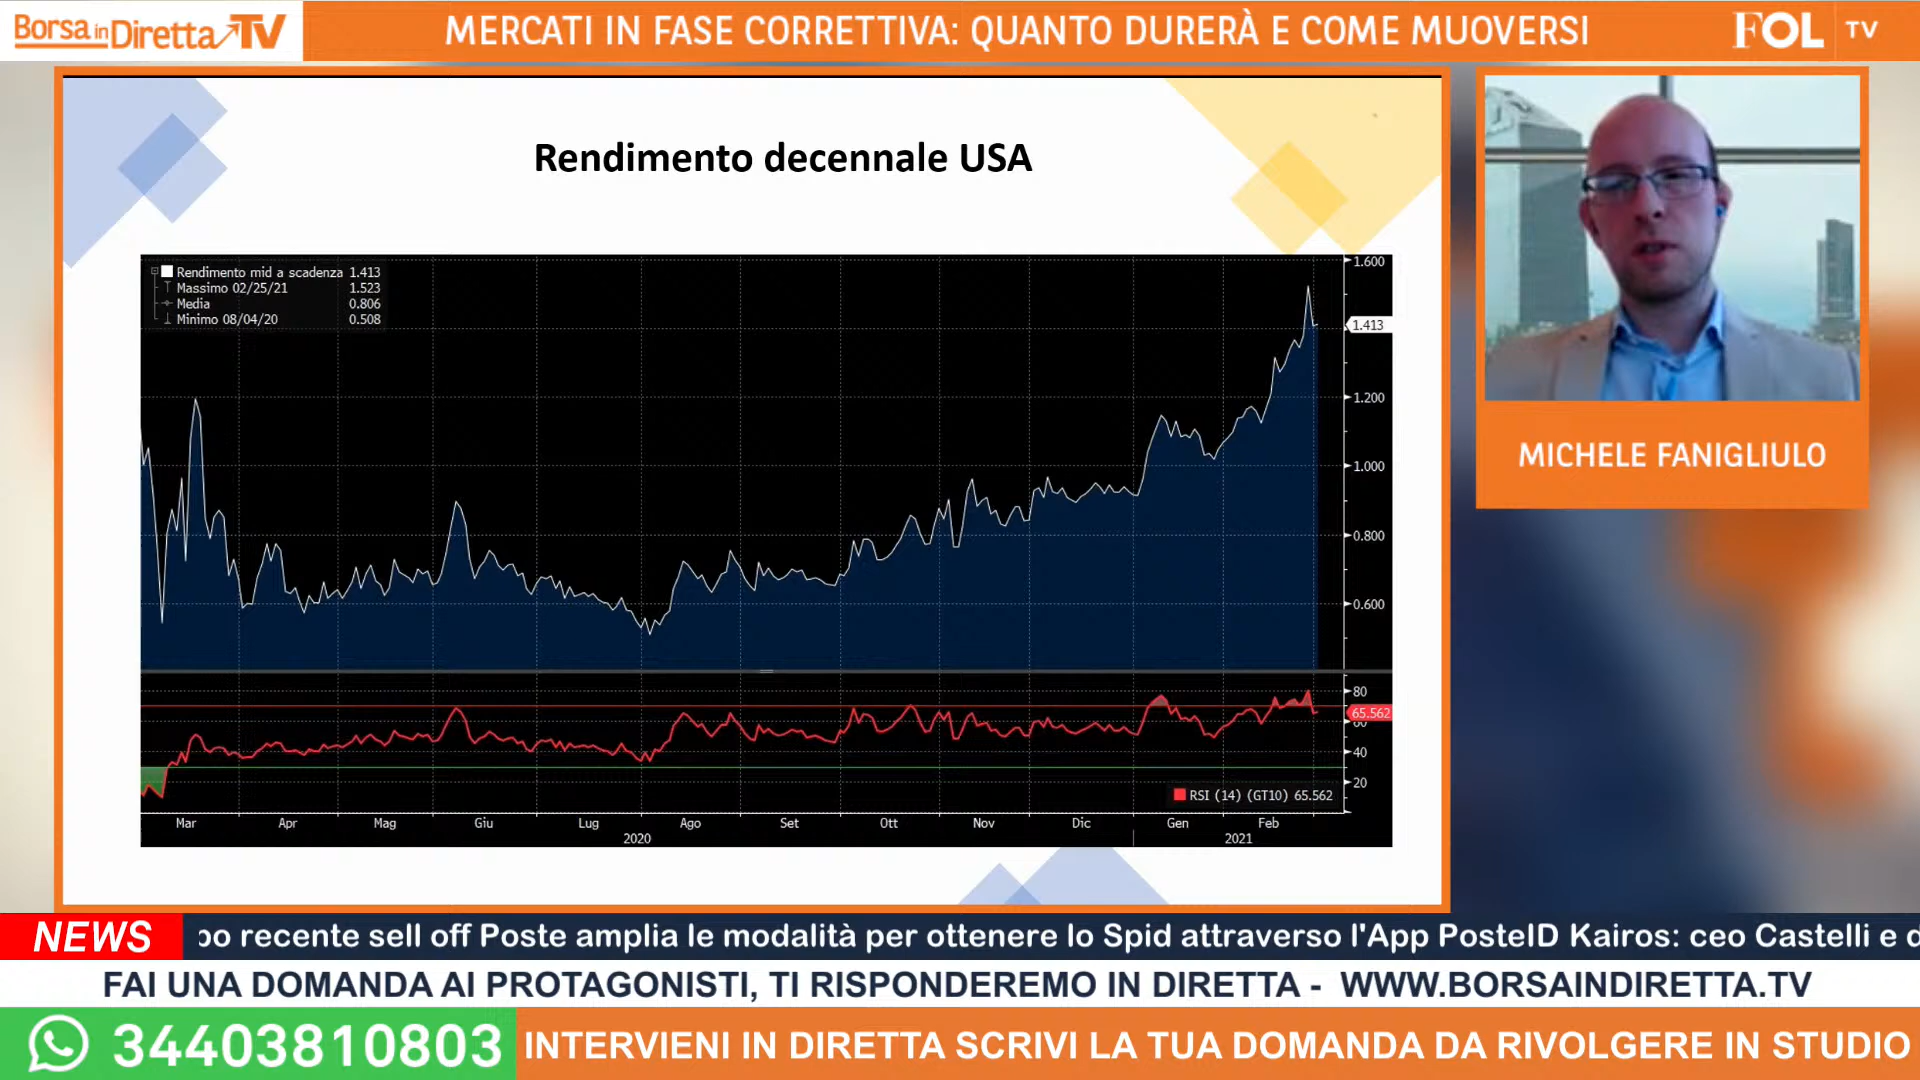 Borsa in Diretta TV
MERCATI IN FASE CORRETTIVA: QUANTO DURERÀ E COME MUOVERSI
FOL TV
Rendimento decennale USA
Rendimento mid a scadenza 1.413
Massimo 02/25/21 1.523
Media 0.806
Minimo 08/04/20 0.508
1.600
1.413
1.200
1.000
0.800
0.600
80
65.562
60
40
20
RSI (14) (GT10) 65.562
Mar Apr Mag Giu Lug Ago Set Ott Nov Dic Gen Feb
2020 2021
MICHELE FANIGLIULO
NEWS
po recente sell off Poste amplia le modalità per ottenere lo Spid attraverso l'App PosteID Kairos: ceo Castelli e d
FAI UNA DOMANDA AI PROTAGONISTI, TI RISPONDEREMO IN DIRETTA - WWW.BORSAINDIRETTA.TV
34403810803
INTERVIENI IN DIRETTA SCRIVI LA TUA DOMANDA DA RIVOLGERE IN STUDIO